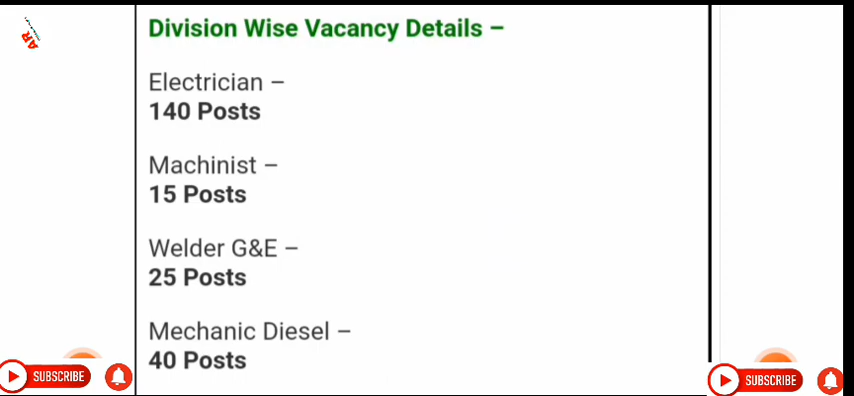 AR
Division Wise Vacancy Details –
Electrician –
140 Posts
Machinist –
15 Posts
Welder G&E –
25 Posts
Mechanic Diesel –
40 Posts
SUBSCRIBE
SUBSCRIBE